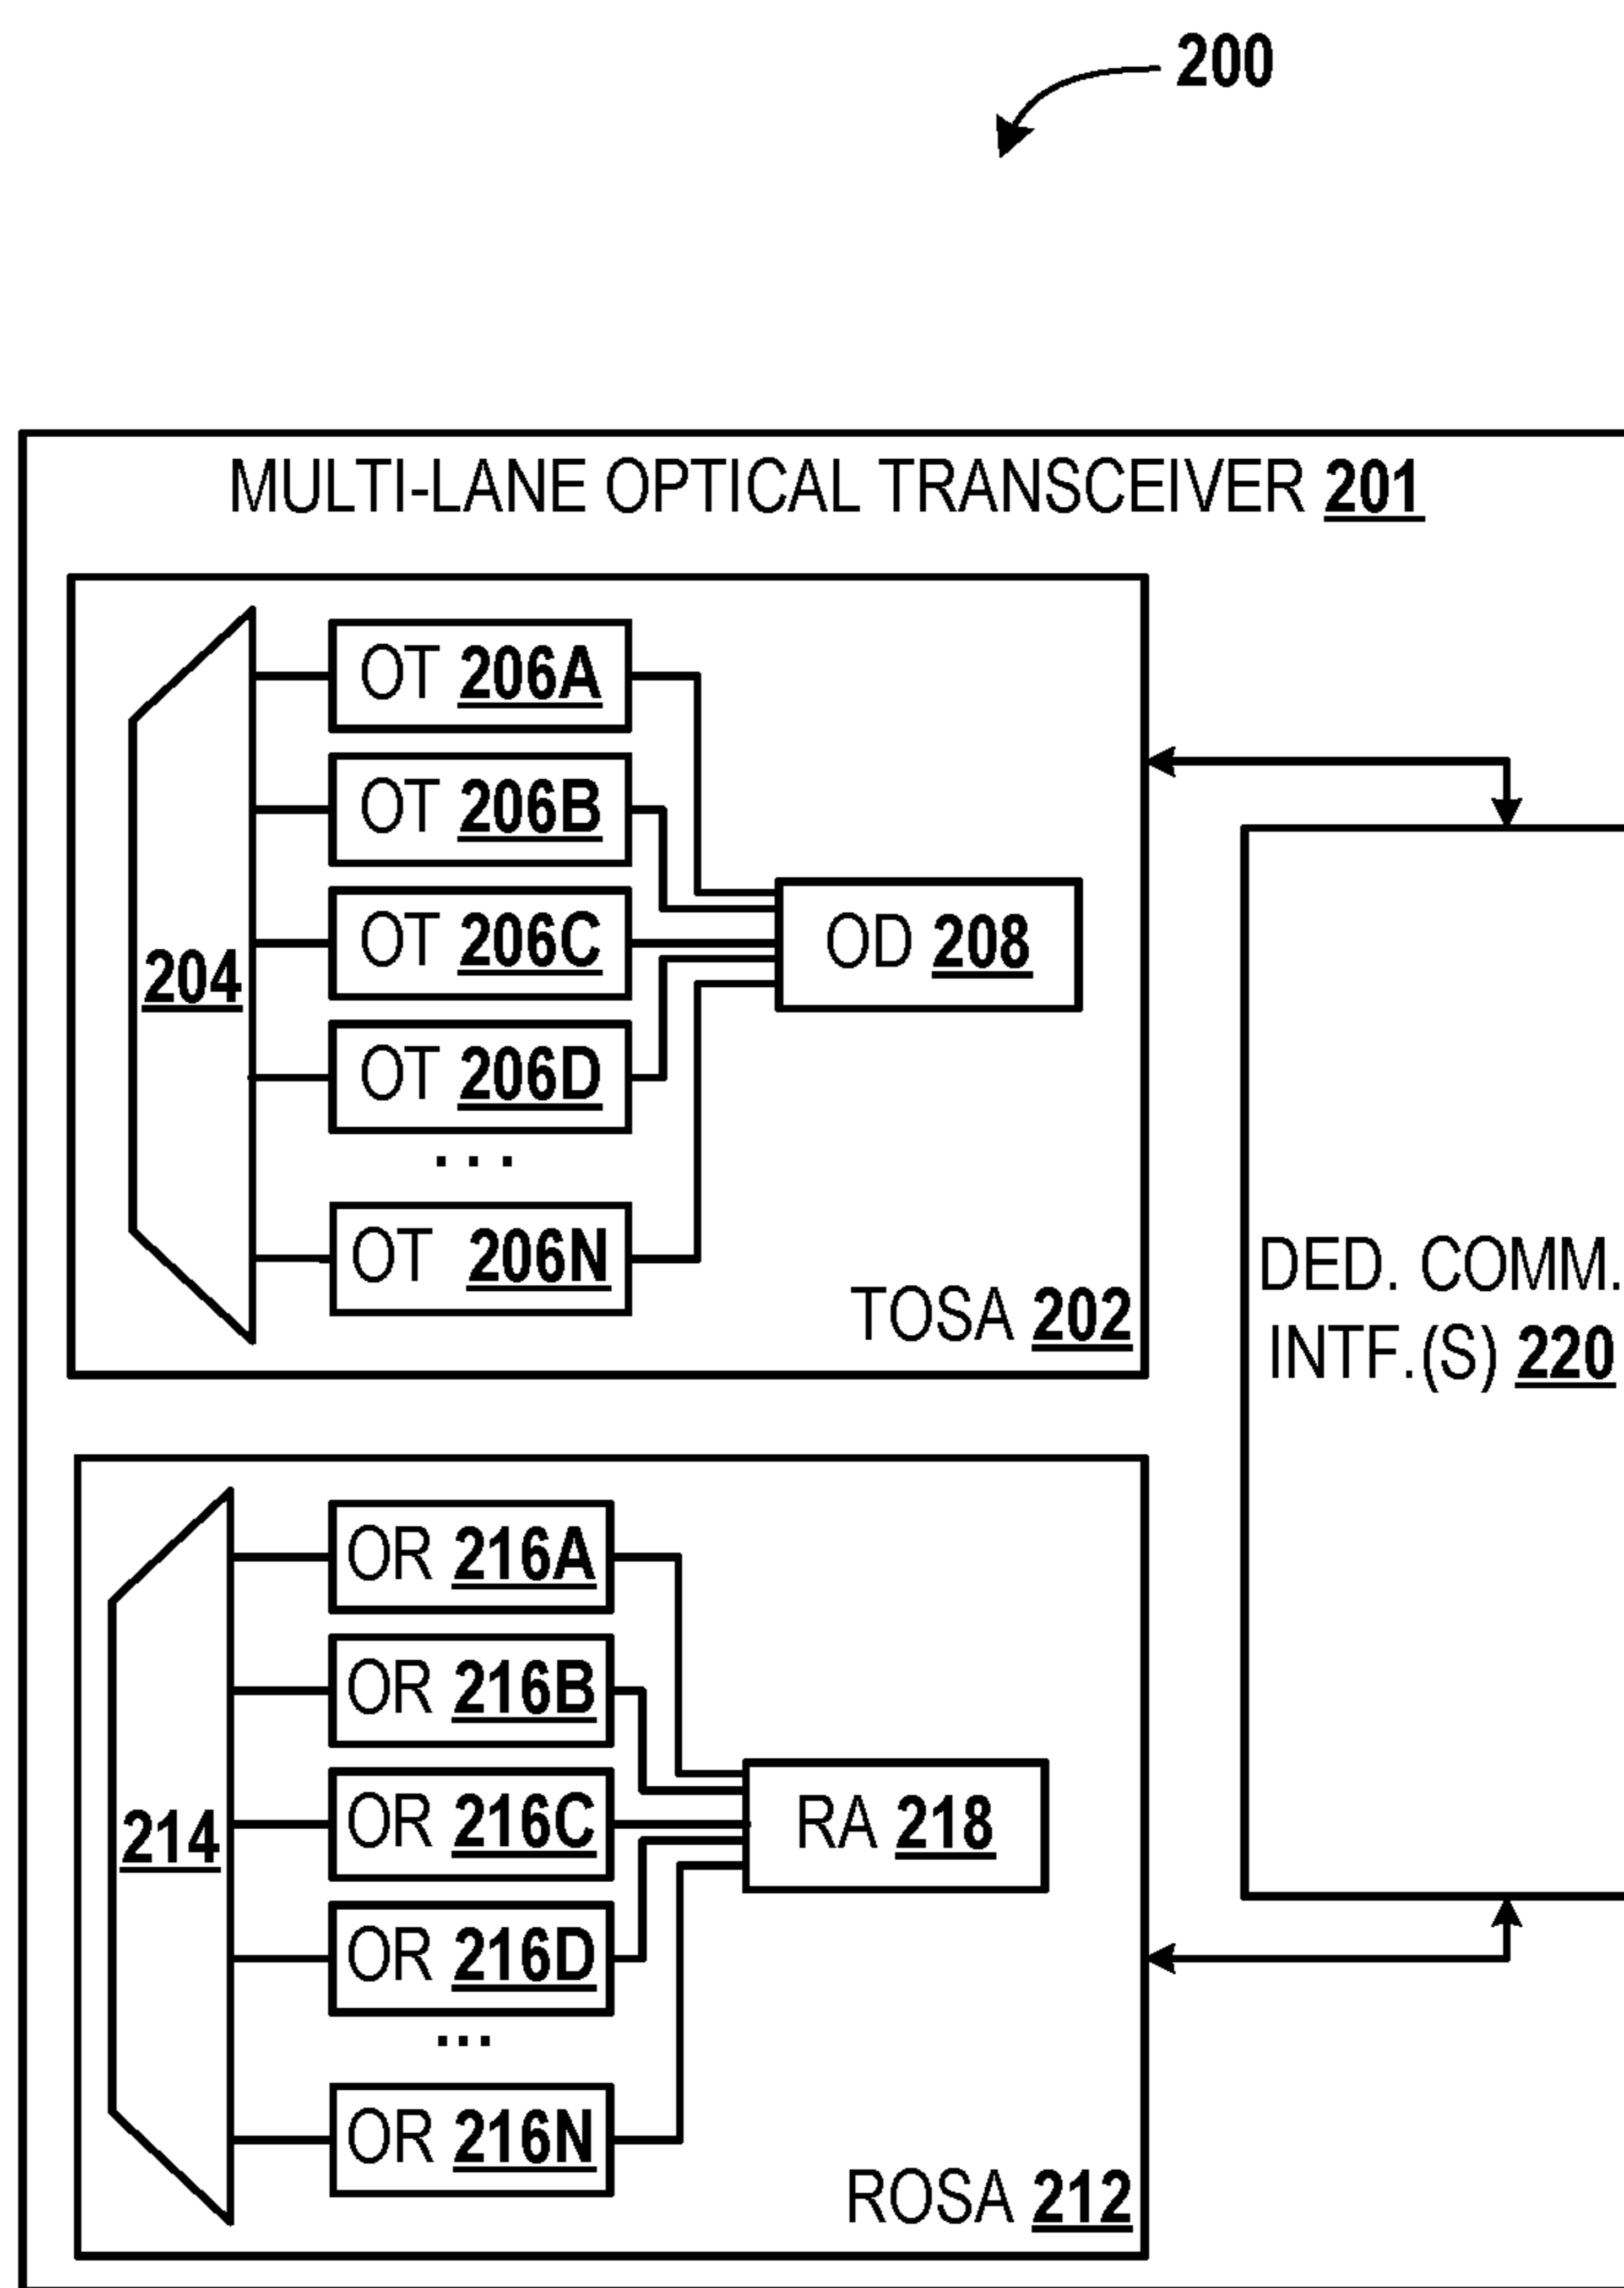 200
MULTI-LANE OPTICAL TRANSCEIVER 201
OT 206A
OT 206B
OT 206C
OT 206D
...
OT 206N
204
OD 208
TOSA 202
DED. COMM.
INTF.(S) 220
OR 216A
OR 216B
OR 216C
OR 216D
...
OR 216N
214
RA 218
ROSA 212